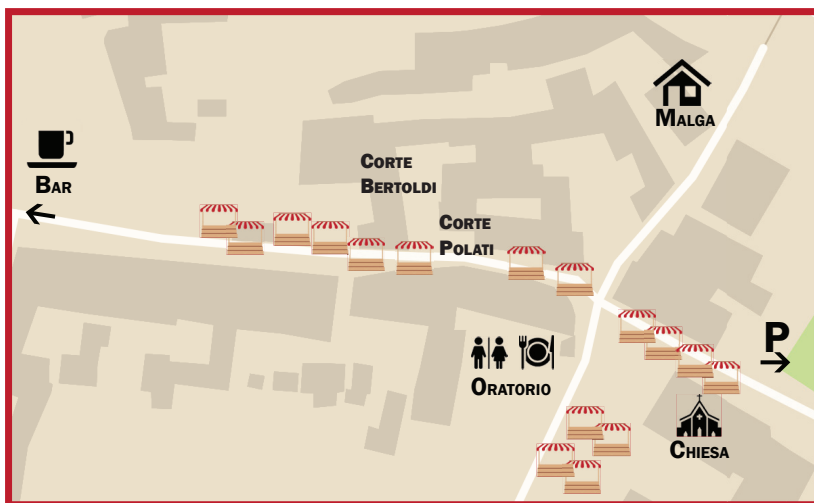 MALGA
BAR
CORTE
BERTOLDI
CORTE
POLATI
P
ORATORIO
CHIESA